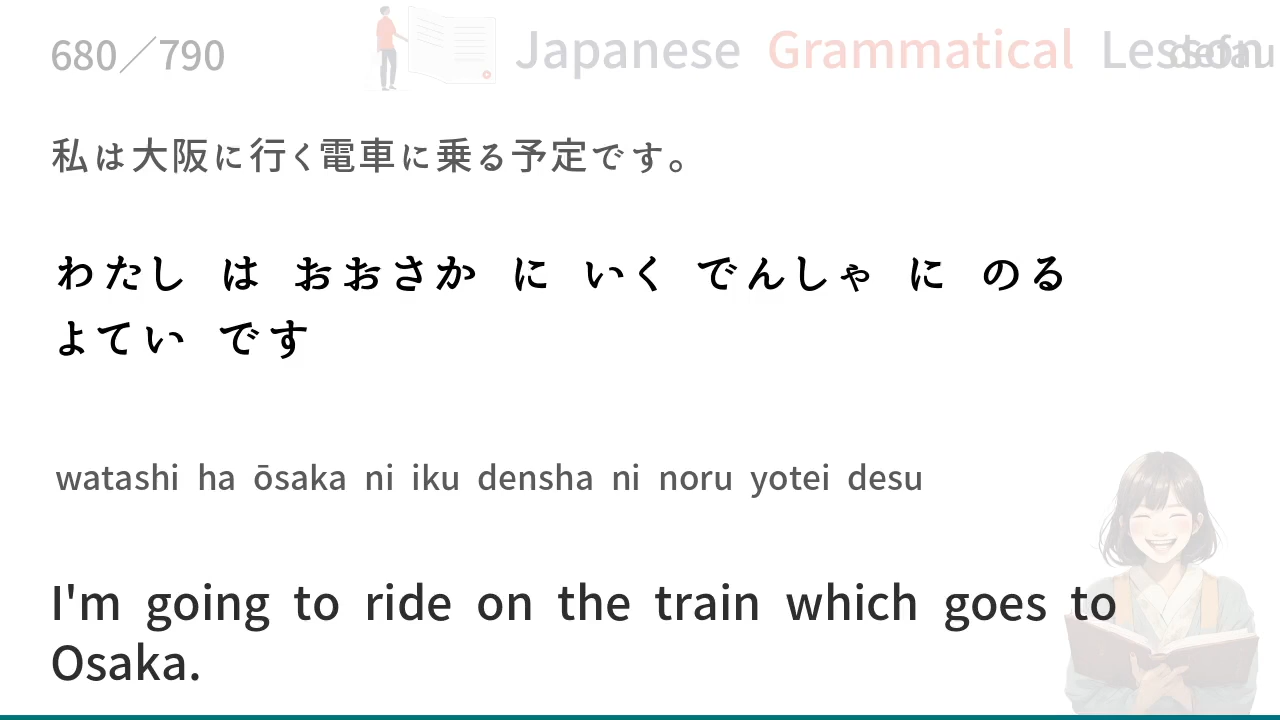 680／790
Japanese Grammatical Lesson
defau
私は大阪に行く電車に乗る予定です。
わたし は おおさか に いく でんしゃ に のる
よてい です
watashi ha ōsaka ni iku densha ni noru yotei desu
I'm going to ride on the train which goes to
Osaka.